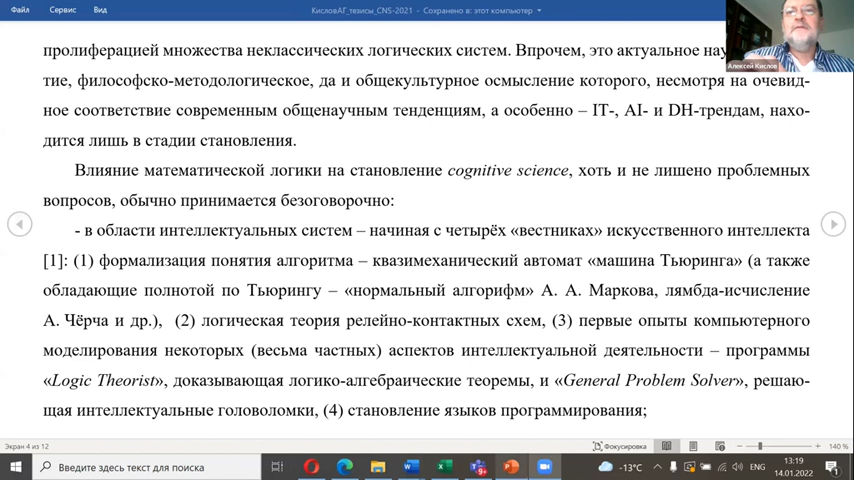 Файл Сервис Вид КисловАГ_тезисы_CNS-2021 - Сохранено в: этот компьютер
Алексей Кислов
пролиферацией множества неклассических логических систем. Впрочем, это актуальное нау
тие, философско-методологическое, да и общекультурное осмысление которого, несмотря на очевид-
ное соответствие современным общенаучным тенденциям, а особенно – IT-, AI- и DH-трендам, нахо-
дится лишь в стадии становления.
Влияние математической логики на становление cognitive science, хоть и не лишено проблемных
вопросов, обычно принимается безоговорочно:
- в области интеллектуальных систем – начиная с четырёх «вестников» искусственного интеллекта
[1]: (1) формализация понятия алгоритма – квазимеханический автомат «машина Тьюринга» (а также
обладающие полнотой по Тьюрингу – «нормальный алгорифм» А. А. Маркова, лямбда-исчисление
А. Чёрча и др.), (2) логическая теория релейно-контактных схем, (3) первые опыты компьютерного
моделирования некоторых (весьма частных) аспектов интеллектуальной деятельности – программы
«Logic Theorist», доказывающая логико-алгебраические теоремы, и «General Problem Solver», решаю-
щая интеллектуальные головоломки, (4) становление языков программирования;
Экран 4 из 12 Фокусировка 140 %
Введите здесь текст для поиска -13°C ENG 13:19
14.01.2022